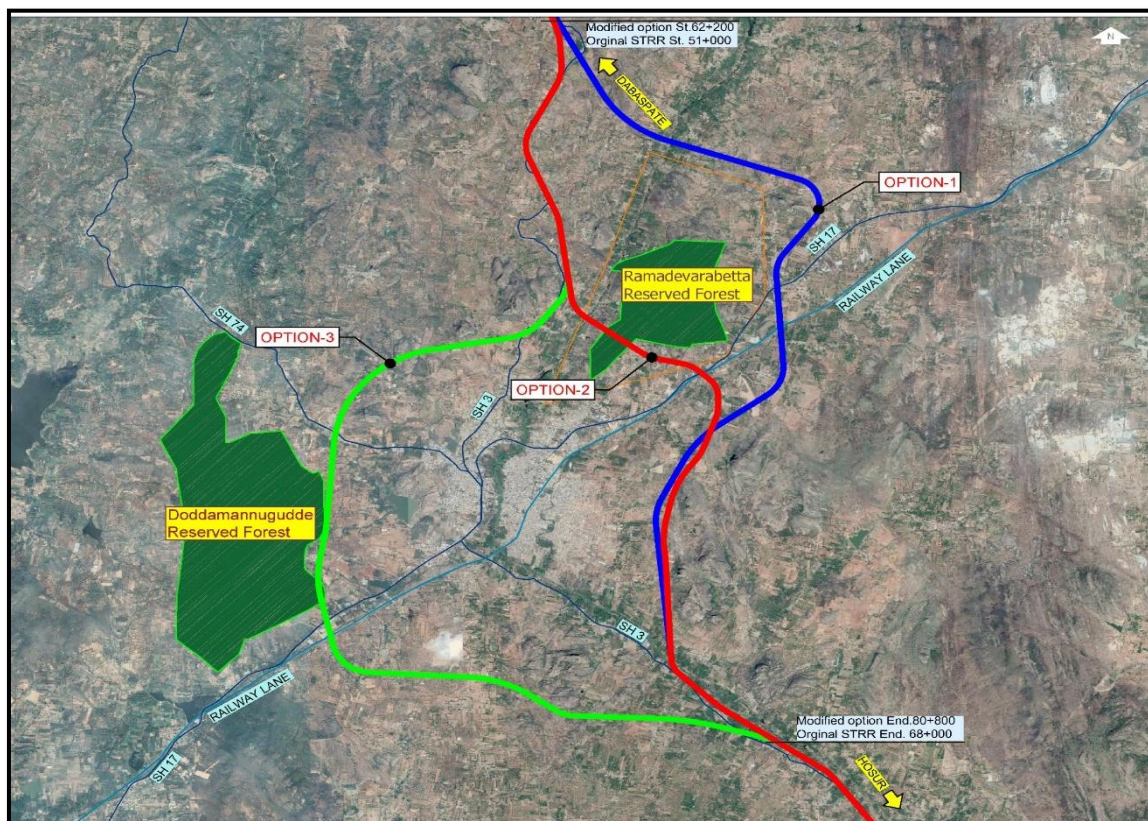 Modified option St.62+200
Orginal STRR St. 51+000
N
DABASPATE
OPTION-1
SH 17
RAILWAY LANE
Ramadevarabetta
Reserved Forest
SH 74
OPTION-3
OPTION-2
SH 3
Doddamannugudde
Reserved Forest
SH 3
RAILWAY LANE
Modified option End.80+800
Orginal STRR End. 68+000
SH 17
HOSUR